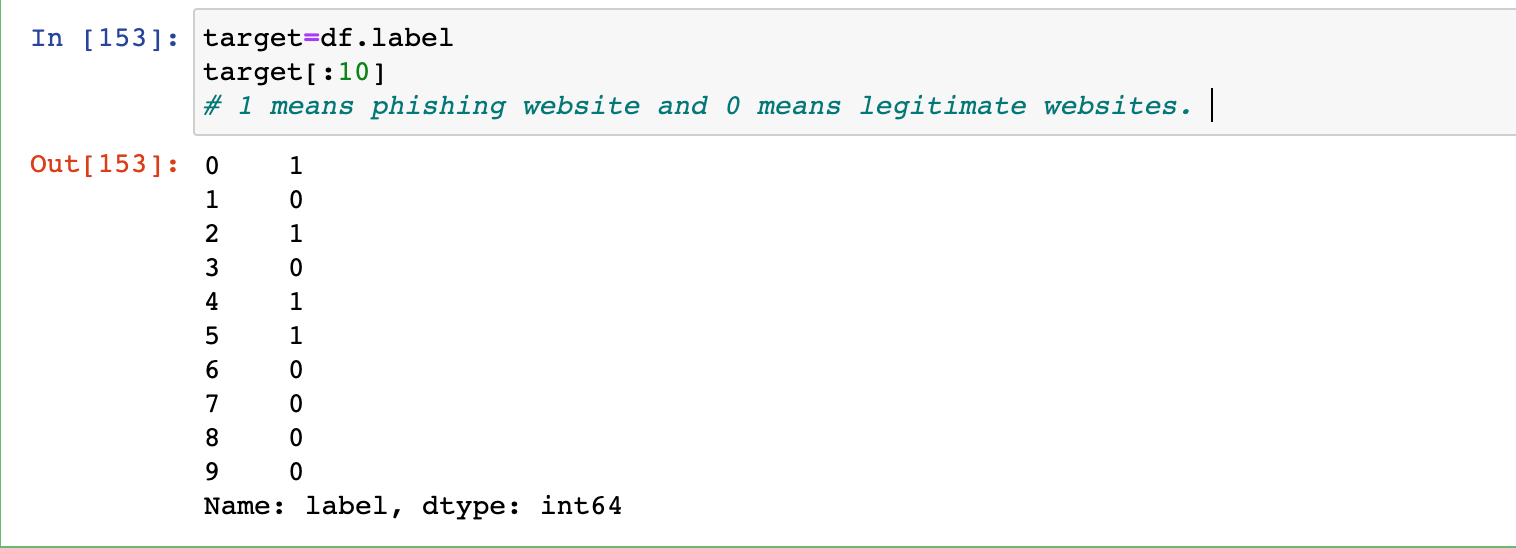 In [153]: target=df.label
target[:10]
# 1 means phishing website and 0 means legitimate websites.
Out[153]: 0 1
1 0
2 1
3 0
4 1
5 1
6 0
7 0
8 0
9 0
Name: label, dtype: int64